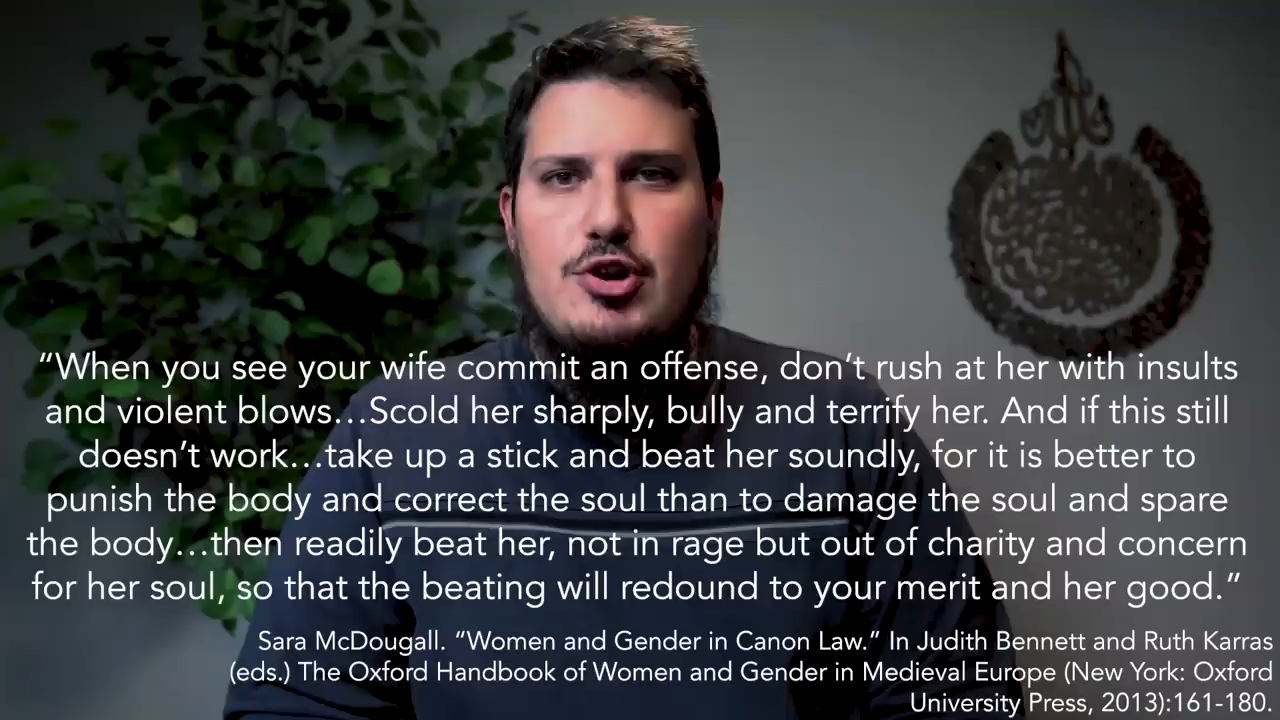 “When you see your wife commit an offense, don’t rush at her with insults
and violent blows…Scold her sharply, bully and terrify her. And if this still
doesn’t work…take up a stick and beat her soundly, for it is better to
punish the body and correct the soul than to damage the soul and spare
the body…then readily beat her, not in rage but out of charity and concern
for her soul, so that the beating will redound to your merit and her good.”
Sara McDougall. “Women and Gender in Canon Law.” In Judith Bennett and Ruth Karras
(eds.) The Oxford Handbook of Women and Gender in Medieval Europe (New York: Oxford
University Press, 2013):161-180.